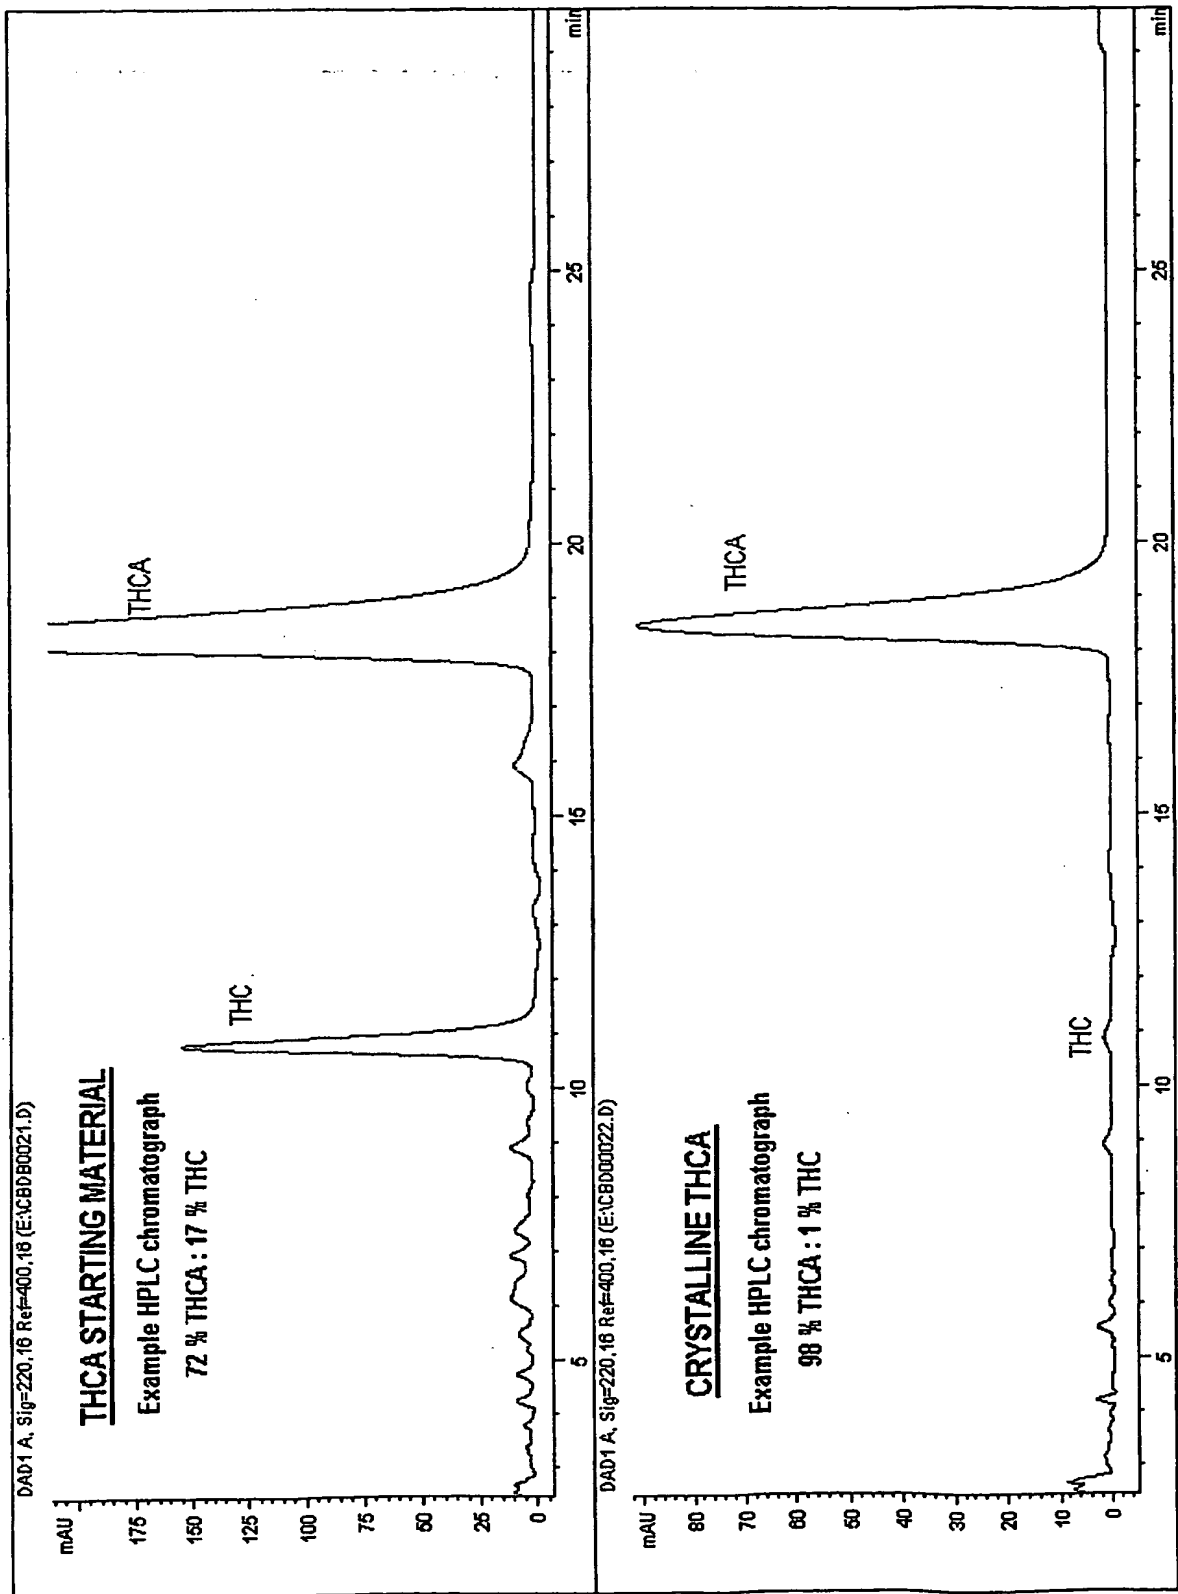 DAD1 A, Sig=220,16 Ref=400,16 (E:\CBDB0021.D)
mAU
175
150
125
100
75
50
25
0
THCA STARTING MATERIAL
Example HPLC chromatograph
72 % THCA : 17 % THC
THC
THCA
5
10
15
20
25
min
DAD1 A, Sig=220,16 Ref=400,16 (E:\CBD00022.D)
mAU
80
70
60
50
40
30
20
10
0
CRYSTALLINE THCA
Example HPLC chromatograph
98 % THCA : 1 % THC
THC
THCA
5
10
15
20
25
min